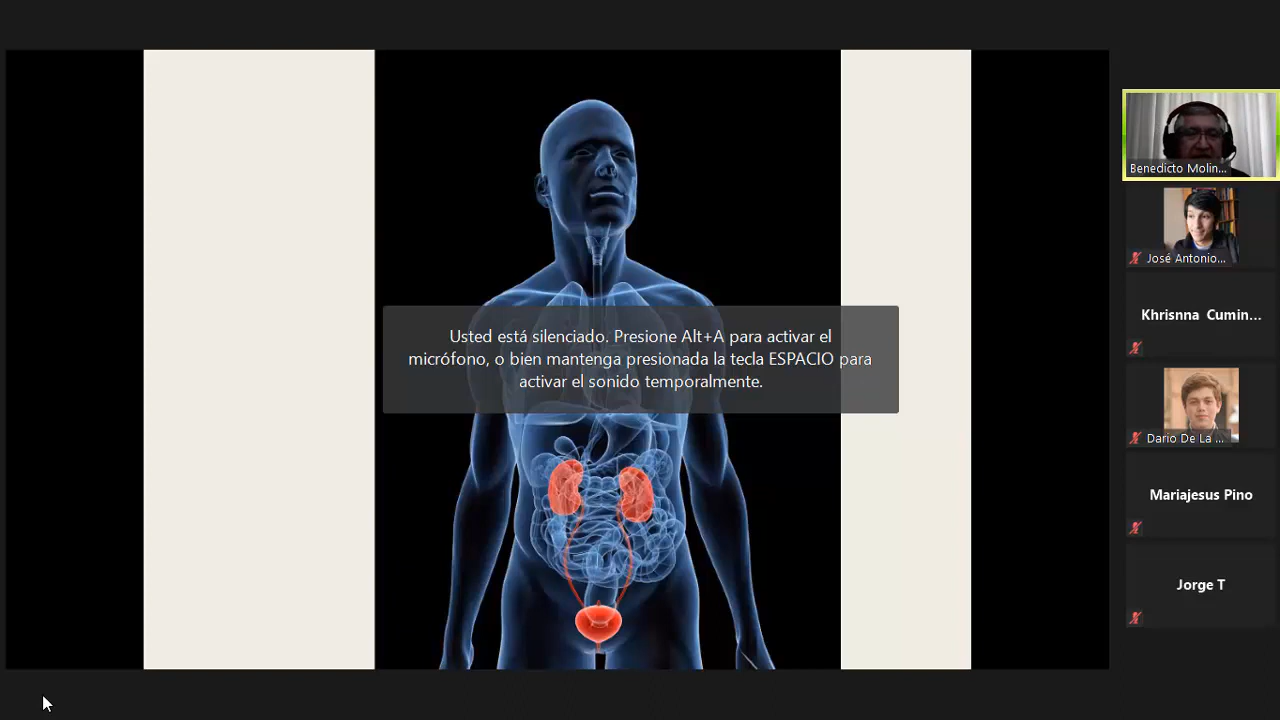 Usted está silenciado. Presione Alt+A para activar el
micrófono, o bien mantenga presionada la tecla ESPACIO para
activar el sonido temporalmente.
Benedicto Molin...
José Antonio...
Khrisnna Cumin...
Dario De La ...
Mariajesus Pino
Jorge T